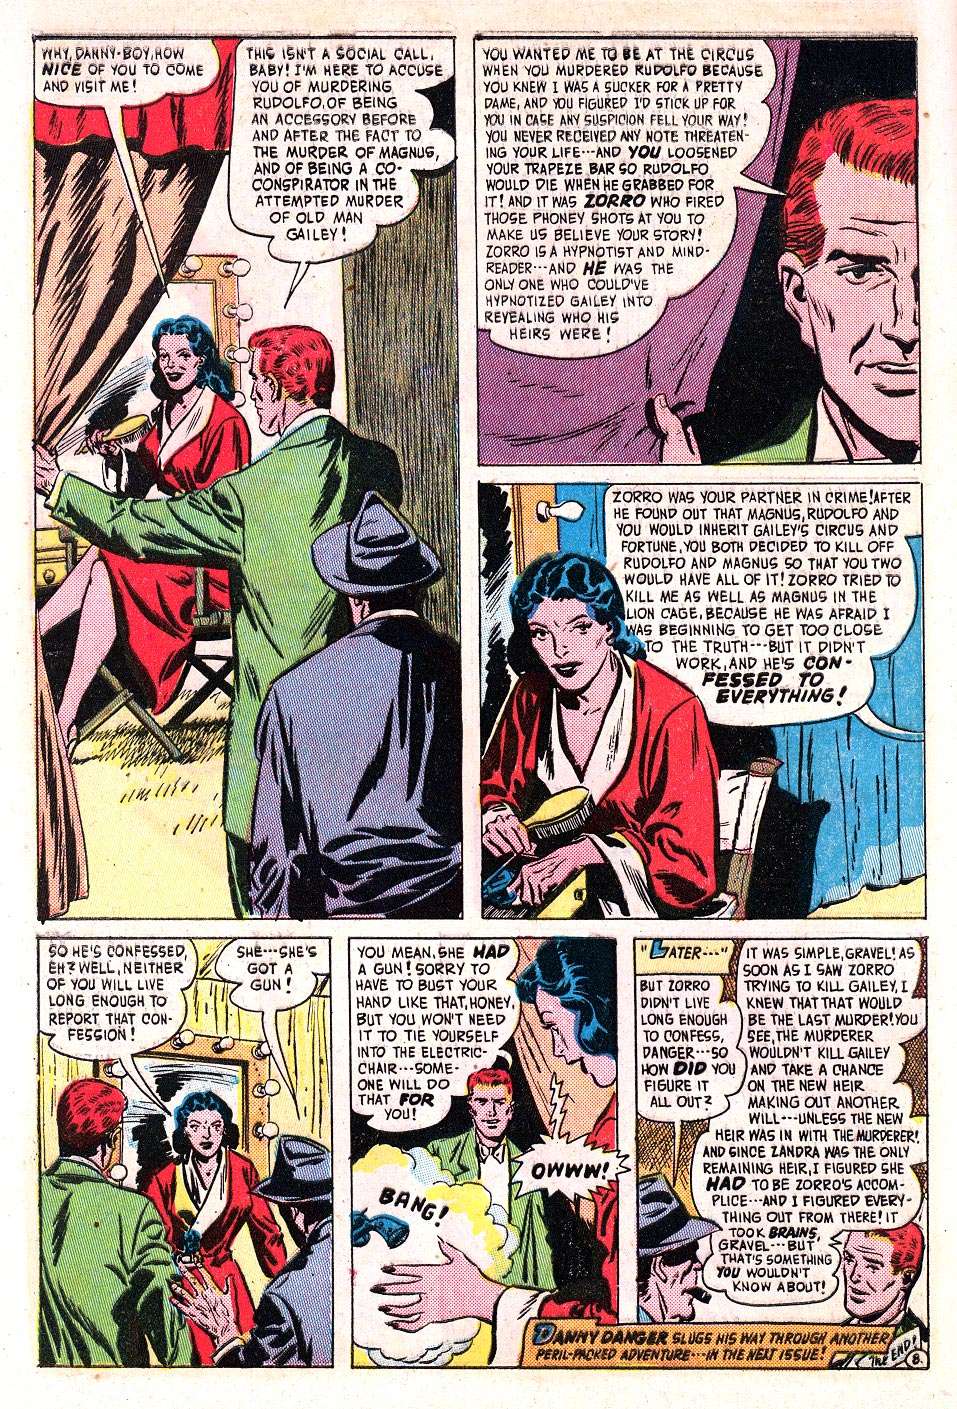 WHY, DANNY-BOY, HOW
NICE OF YOU TO COME
AND VISIT ME!
THIS ISN'T A SOCIAL CALL,
BABY! I'M HERE TO ACCUSE
YOU OF MURDERING
RUDOLFO, OF BEING
AN ACCESSORY BEFORE
AND AFTER THE FACT TO
THE MURDER OF MAGNUS,
AND OF BEING A CO-
CONSPIRATOR IN THE
ATTEMPTED MURDER
OF OLD MAN
GAILEY!
YOU WANTED ME TO BE AT THE CIRCUS
WHEN YOU MURDERED RUDOLFO BECAUSE
YOU KNEW I WAS A SUCKER FOR A PRETTY
DAME, AND YOU FIGURED I'D STICK UP FOR
YOU IN CASE ANY SUSPICION FELL YOUR WAY!
YOU NEVER RECEIVED ANY NOTE THREATEN-
ING YOUR LIFE---AND YOU LOOSENED
YOUR TRAPEZE BAR SO RUDOLFO
WOULD DIE WHEN HE GRABBED FOR
IT! AND IT WAS ZORRO WHO FIRED
THOSE PHONEY SHOTS AT YOU TO
MAKE US BELIEVE YOUR STORY!
ZORRO IS A HYPNOTIST AND MIND-
READER---AND HE WAS THE
ONLY ONE WHO COULD'VE
HYPNOTIZED GAILEY INTO
REVEALING WHO HIS
HEIRS WERE!
ZORRO WAS YOUR PARTNER IN CRIME! AFTER
HE FOUND OUT THAT MAGNUS, RUDOLFO AND
YOU WOULD INHERIT GAILEY'S CIRCUS AND
FORTUNE, YOU BOTH DECIDED TO KILL OFF
RUDOLFO AND MAGNUS SO THAT YOU TWO
WOULD HAVE ALL OF IT! ZORRO TRIED TO
KILL ME AS WELL AS MAGNUS IN THE
LION CAGE, BECAUSE HE WAS AFRAID I
WAS BEGINNING TO GET TOO CLOSE
TO THE TRUTH---BUT IT DIDN'T
WORK, AND HE'S CON-
FESSED TO
EVERYTHING!
SO HE'S CONFESSED,
EH? WELL, NEITHER
OF YOU WILL LIVE
LONG ENOUGH TO
REPORT THAT CON-
FESSION!
SHE---SHE'S
GOT A
GUN!
YOU MEAN, SHE HAD
A GUN! SORRY TO
HAVE TO BUST YOUR
HAND LIKE THAT, HONEY,
BUT YOU WON'T NEED
IT TO TIE YOURSELF
INTO THE ELECTRIC-
CHAIR---SOME-
ONE WILL DO
THAT FOR
YOU!
BANG!
OWWW!
"LATER---"
BUT ZORRO
DIDN'T LIVE
LONG ENOUGH
TO CONFESS,
DANGER---SO
HOW DID YOU
FIGURE IT
ALL OUT?
IT WAS SIMPLE, GRAVEL! AS
SOON AS I SAW ZORRO
TRYING TO KILL GAILEY, I
KNEW THAT THAT WOULD
BE THE LAST MURDER! YOU
SEE, THE MURDERER
WOULDN'T KILL GAILEY
AND TAKE A CHANCE
ON THE NEW HEIR
MAKING OUT ANOTHER
WILL---UNLESS THE NEW
HEIR WAS IN WITH THE MURDERER!
AND SINCE ZANDRA WAS THE ONLY
REMAINING HEIR, I FIGURED SHE
HAD TO BE ZORRO'S ACCOM-
PLICE---AND I FIGURED EVERY-
THING OUT FROM THERE! IT
TOOK BRAINS,
GRAVEL---BUT
THAT'S SOMETHING
YOU WOULDN'T
KNOW ABOUT!
DANNY DANGER SLUGS HIS WAY THROUGH ANOTHER
PERIL-PACKED ADVENTURE---IN THE NEXT ISSUE!
THE END!
8